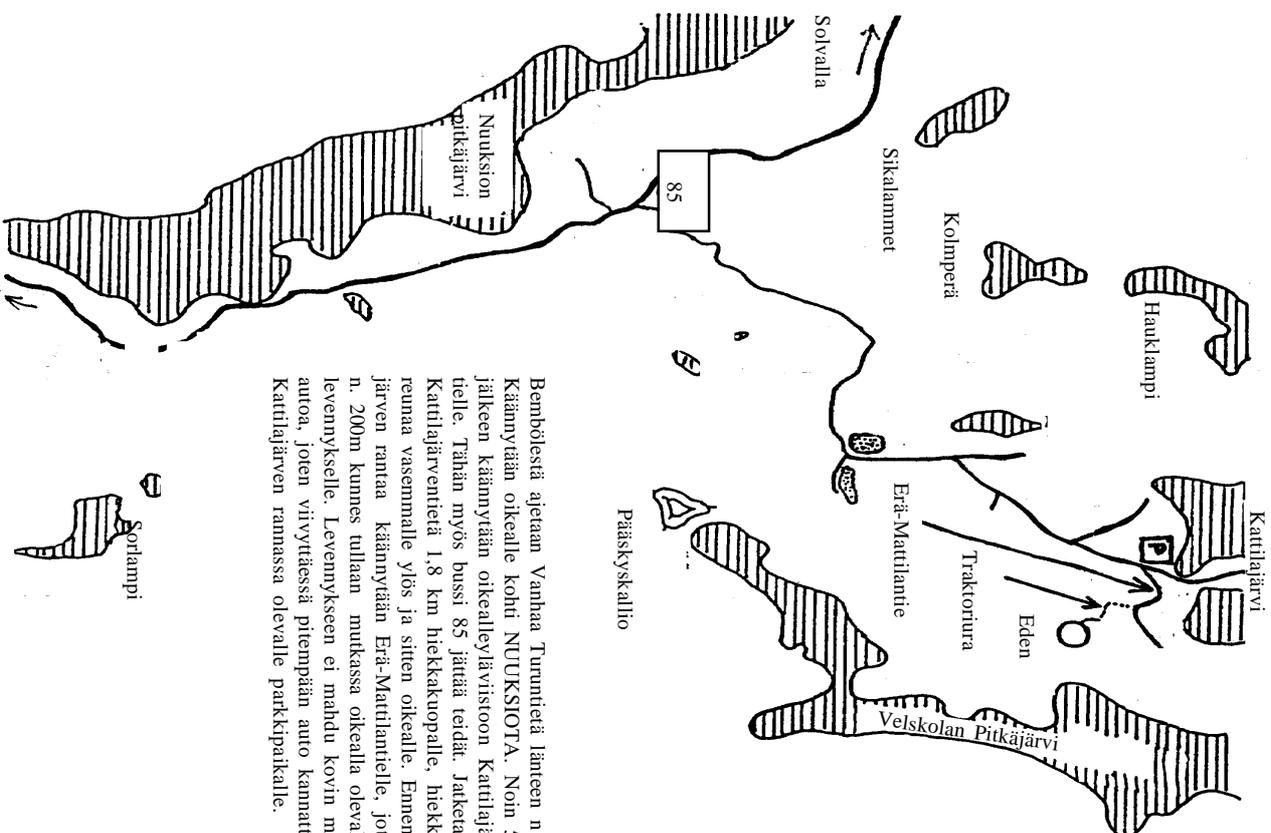 Kattilajärvi
P
Hauklampi
Eden
Traktoriura
Kolmperä
Velskolan Pitkäjärvi
Sikalammet
Erä-Mattilantie
Solvalla
85
Pääskyskallio
Nuuksion
pitkäjärvi
Bembölestä ajetaan Vanhaa Turuntietä länteen n
Käännytään oikealle kohti NUUKSIOTA. Noin
jälkeen käännytään oikealleyläviistoon Kattilajä
tielle. Tähän myös bussi 85 jättää teidät. Jatketa
Kattilajärventietä 1,8 km hiekkakuopalle, hiekk
reunaa vasemmalle ylös ja sitten oikealle. Ennen
järven rantaa käännytään Erä-Mattilantielle, jo
n. 200m kunnes tullaan mutkassa oikealla oleva
levennykselle. Levennykseen ei mahdu kovin m
autoa, joten viivyttäessä pitempään auto kannatt
Kattilajärven rannassa olevalle parkkipaikalle.
Sorlampi